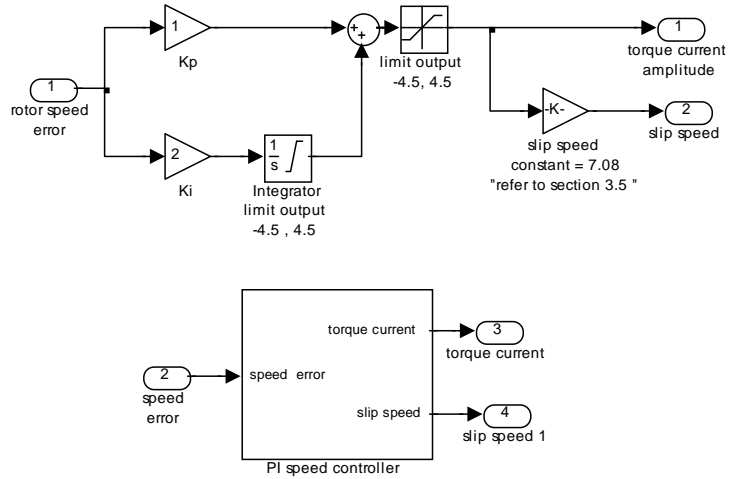 1
Kp
limit output
-4.5, 4.5
1
torque current
amplitude
1
rotor speed
error
-K-
2
slip speed
slip speed
constant = 7.08
"refer to section 3.5 "
2
Ki
1
s
Integrator
limit output
-4.5 , 4.5
torque current
3
torque current
2
speed
error
speed error
slip speed
4
slip speed 1
PI speed controller